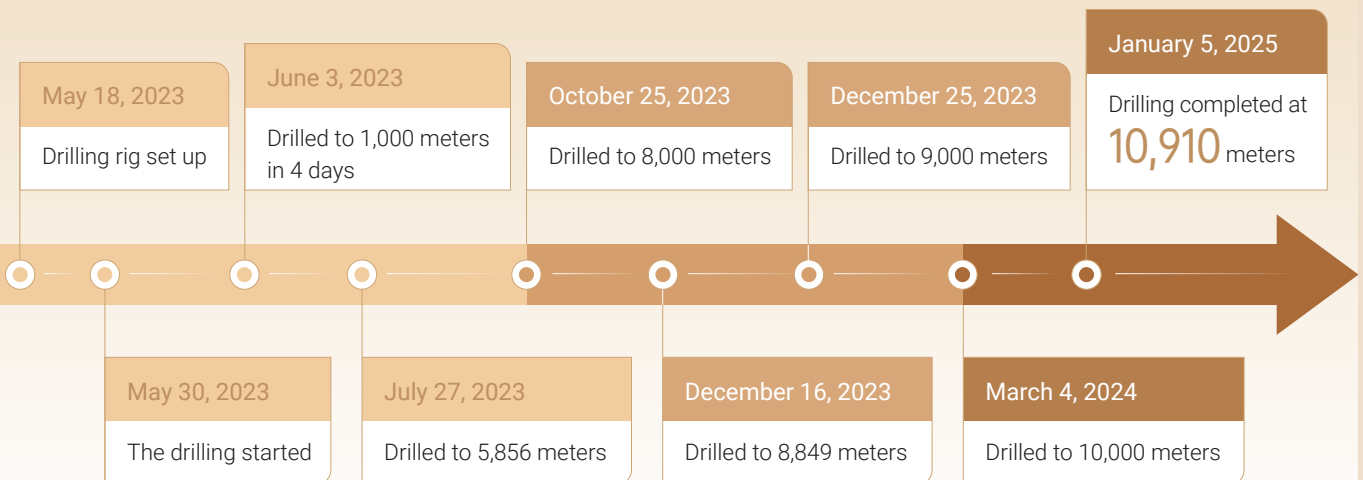 May 18, 2023
Drilling rig set up
May 30, 2023
The drilling started
June 3, 2023
Drilled to 1,000 meters
in 4 days
July 27, 2023
Drilled to 5,856 meters
October 25, 2023
Drilled to 8,000 meters
December 16, 2023
Drilled to 8,849 meters
December 25, 2023
Drilled to 9,000 meters
March 4, 2024
Drilled to 10,000 meters
January 5, 2025
Drilling completed at
10,910 meters